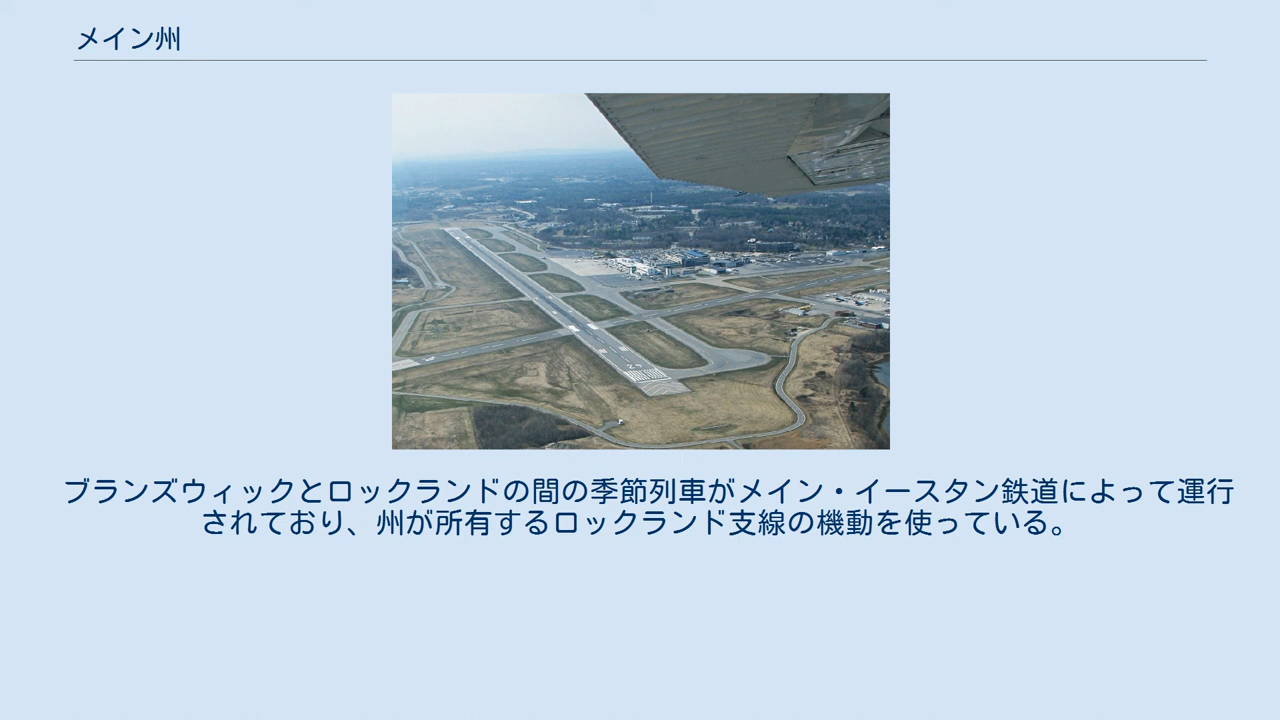 メイン州
ブランズウィックとロックランドの間の季節列車がメイン・イースタン鉄道によって運行
されており、州が所有するロックランド支線の機動を使っている。